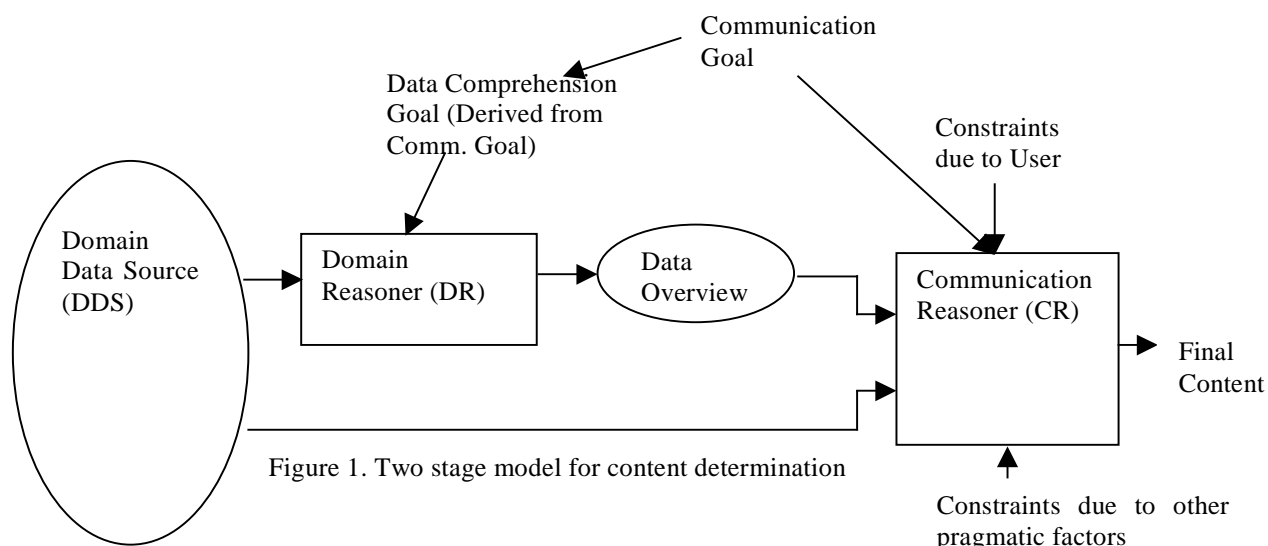 Communication
Goal
Data Comprehension
Goal (Derived from
Comm. Goal)
Constraints
due to User
Domain
Data Source
(DDS)
Domain
Reasoner (DR)
Data
Overview
Communication
Reasoner (CR)
Final
Content
Figure 1. Two stage model for content determination
Constraints due to other
pragmatic factors